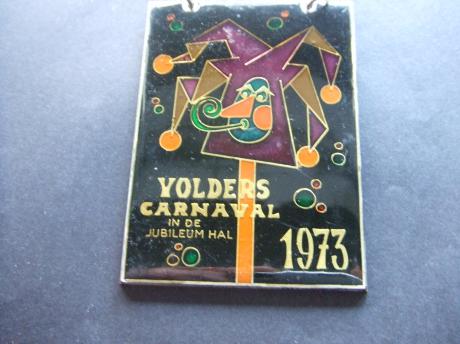 VOLDERS
CARNAVAL
IN DE
JUBILEUM HAL
1973